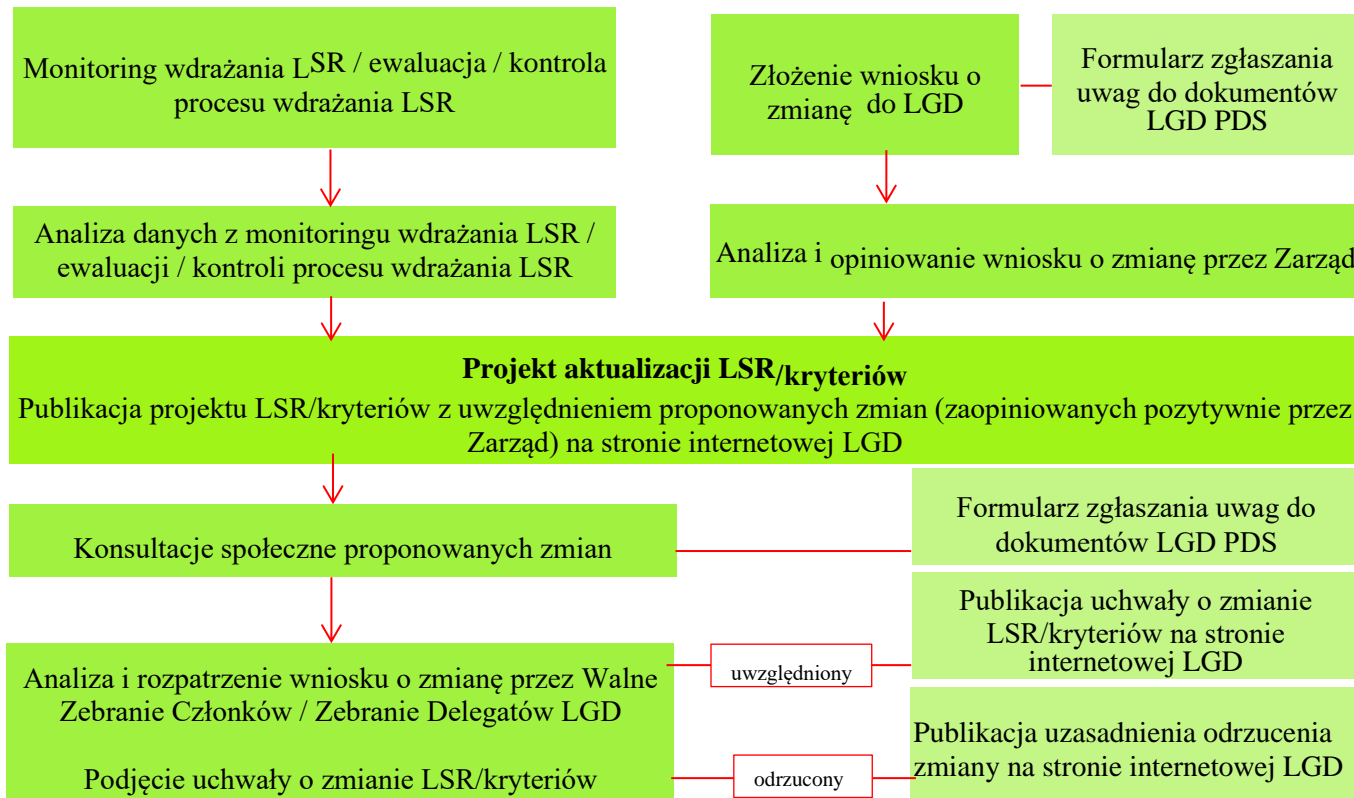 Monitoring wdrażania LSR / ewaluacja / kontrola
procesu wdrażania LSR
Złożenie wniosku o
zmianę do LGD
Formularz zgłaszania
uwag do dokumentów
LGD PDS
Analiza danych z monitoringu wdrażania LSR /
ewaluacji / kontroli procesu wdrażania LSR
Analiza i opiniowanie wniosku o zmianę przez Zarząd
Projekt aktualizacji LSR/kryteriów
Publikacja projektu LSR/kryteriów z uwzględnieniem proponowanych zmian (zaopiniowanych pozytywnie przez
Zarząd) na stronie internetowej LGD
Konsultacje społeczne proponowanych zmian
Formularz zgłaszania uwag do
dokumentów LGD PDS
Analiza i rozpatrzenie wniosku o zmianę przez Walne
Zebranie Członków / Zebranie Delegatów LGD
uwzględniony
Publikacja uchwały o zmianie
LSR/kryteriów na stronie
internetowej LGD
Podjęcie uchwały o zmianie LSR/kryteriów
odrzucony
Publikacja uzasadnienia odrzucenia
zmiany na stronie internetowej LGD